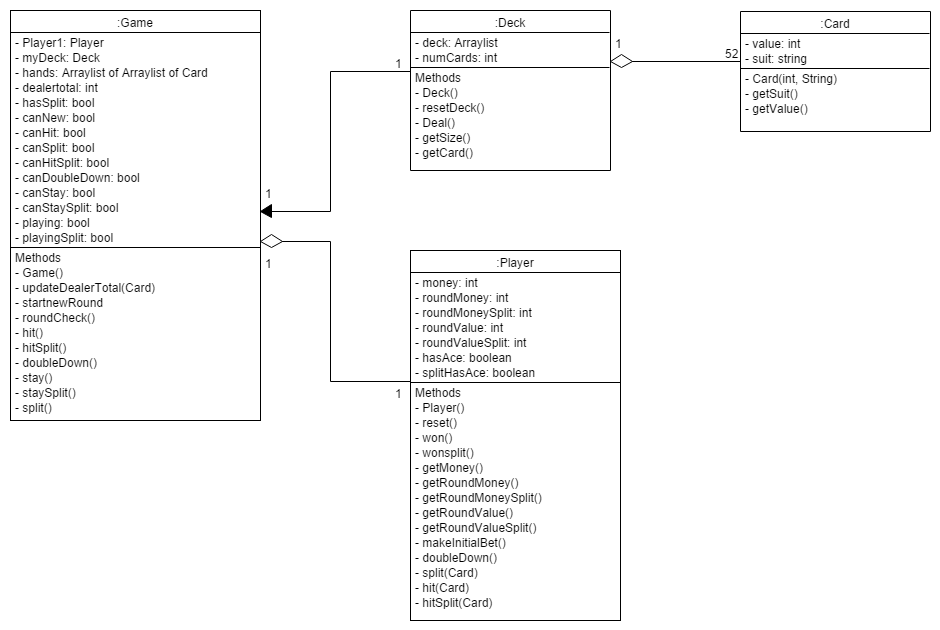 :Game
- Player1: Player
- myDeck: Deck
- hands: Arraylist of Arraylist of Card
- dealertotal: int
- hasSplit: bool
- canNew: bool
- canHit: bool
- canSplit: bool
- canHitSplit: bool
- canDoubleDown: bool
- canStay: bool
- canStaySplit: bool
- playing: bool
- playingSplit: bool
Methods
- Game()
- updateDealerTotal(Card)
- startnewRound
- roundCheck()
- hit()
- hitSplit()
- doubleDown()
- stay()
- staySplit()
- split()
1
1
1
1
:Deck
- deck: Arraylist
- numCards: int
Methods
- Deck()
- resetDeck()
- Deal()
- getSize()
- getCard()
1
52
:Card
- value: int
- suit: string
- Card(int, String)
- getSuit()
- getValue()
:Player
- money: int
- roundMoney: int
- roundMoneySplit: int
- roundValue: int
- roundValueSplit: int
- hasAce: boolean
- splitHasAce: boolean
Methods
- Player()
- reset()
- won()
- wonsplit()
- getMoney()
- getRoundMoney()
- getRoundMoneySplit()
- getRoundValue()
- getRoundValueSplit()
- makeInitialBet()
- doubleDown()
- split(Card)
- hit(Card)
- hitSplit(Card)